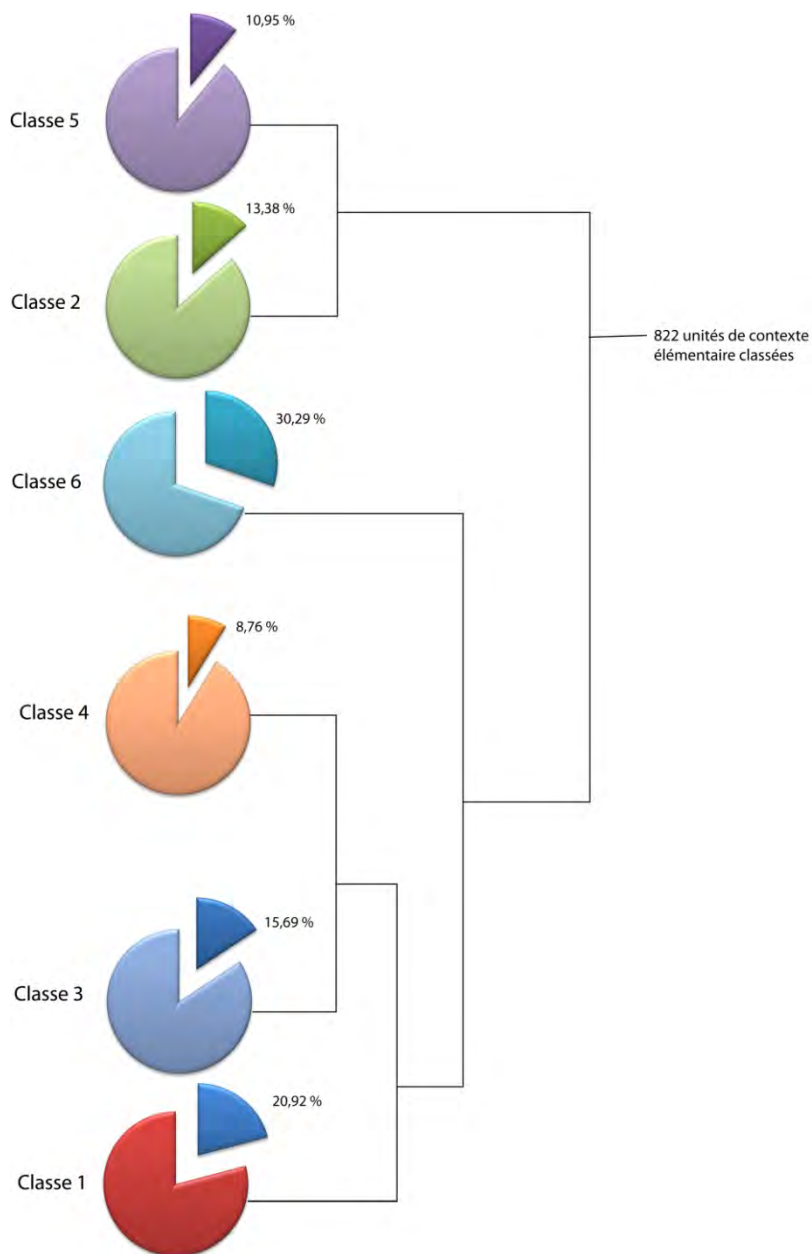 10,95 %
Classe 5
13,38 %
Classe 2
822 unités de contexte
élémentaire classées
30,29 %
Classe 6
8,76 %
Classe 4
15,69 %
Classe 3
20,92 %
Classe 1